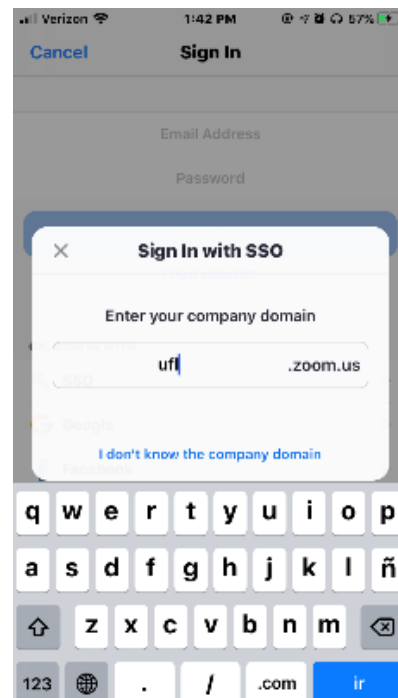 Verizon 1:42 PM 57%
Cancel Sign In
Email Address
Password
Sign In with SSO
Enter your company domain
ufl .zoom.us
SSO
Google
I don't know the company domain
Facebook
q w e r t y u i o p
a s d f g h j k l ñ
z x c v b n m
123 . / .com ir